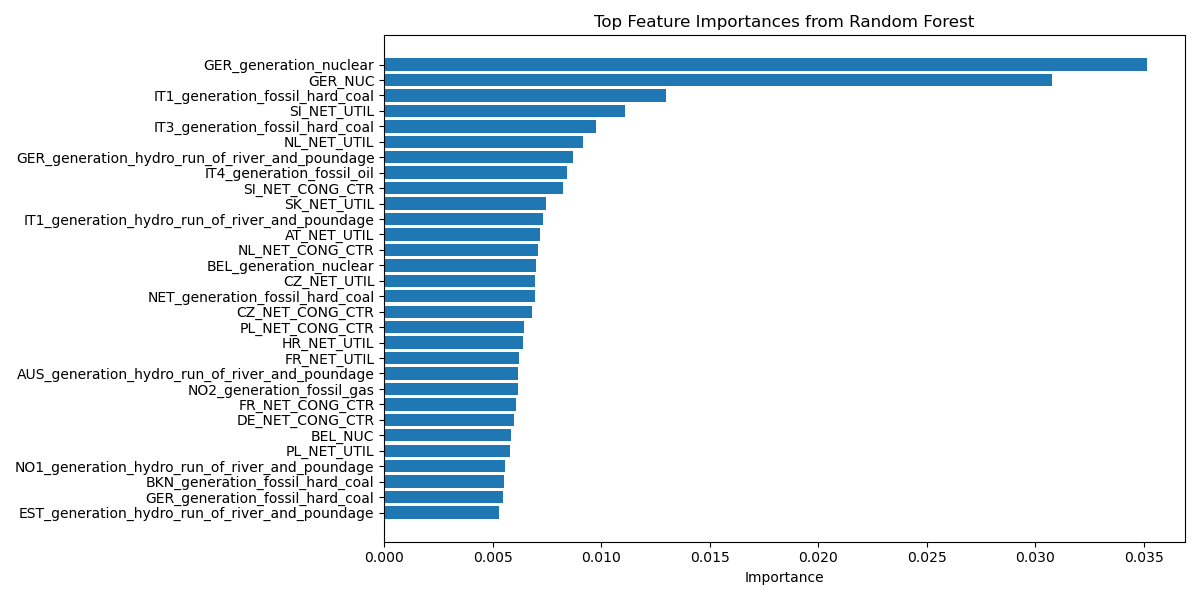 Top Feature Importances from Random Forest
GER_generation_nuclear
GER_NUC
IT1_generation_fossil_hard_coal
SI_NET_UTIL
IT3_generation_fossil_hard_coal
NL_NET_UTIL
GER_generation_hydro_run_of_river_and_poundage
IT4_generation_fossil_oil
SI_NET_CONG_CTR
SK_NET_UTIL
IT1_generation_hydro_run_of_river_and_poundage
AT_NET_UTIL
NL_NET_CONG_CTR
BEL_generation_nuclear
CZ_NET_UTIL
NET_generation_fossil_hard_coal
CZ_NET_CONG_CTR
PL_NET_CONG_CTR
HR_NET_UTIL
FR_NET_UTIL
AUS_generation_hydro_run_of_river_and_poundage
NO2_generation_fossil_gas
FR_NET_CONG_CTR
DE_NET_CONG_CTR
BEL_NUC
PL_NET_UTIL
NO1_generation_hydro_run_of_river_and_poundage
BKN_generation_fossil_hard_coal
GER_generation_fossil_hard_coal
EST_generation_hydro_run_of_river_and_poundage
0.000 0.005 0.010 0.015 0.020 0.025 0.030 0.035
Importance